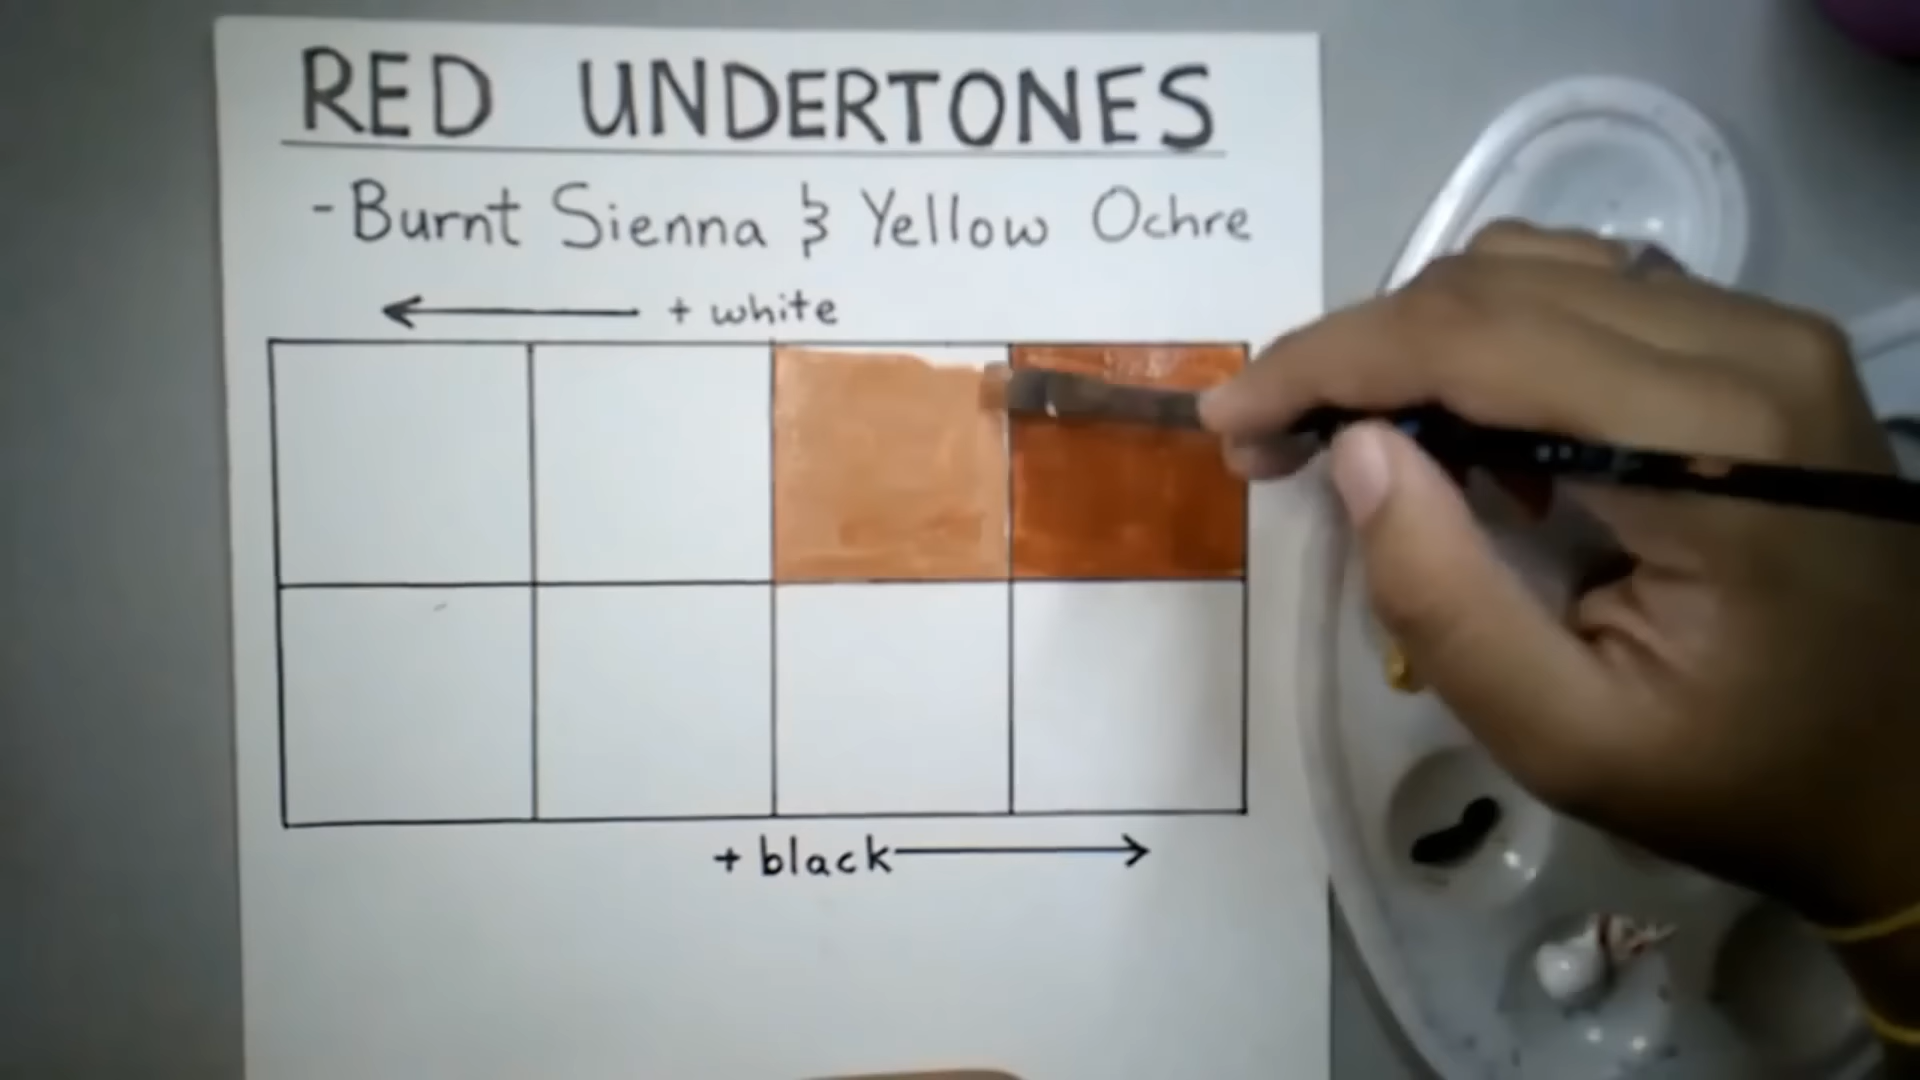 RED UNDERTONES
- Burnt Sienna & Yellow Ochre
← + white
+ black →